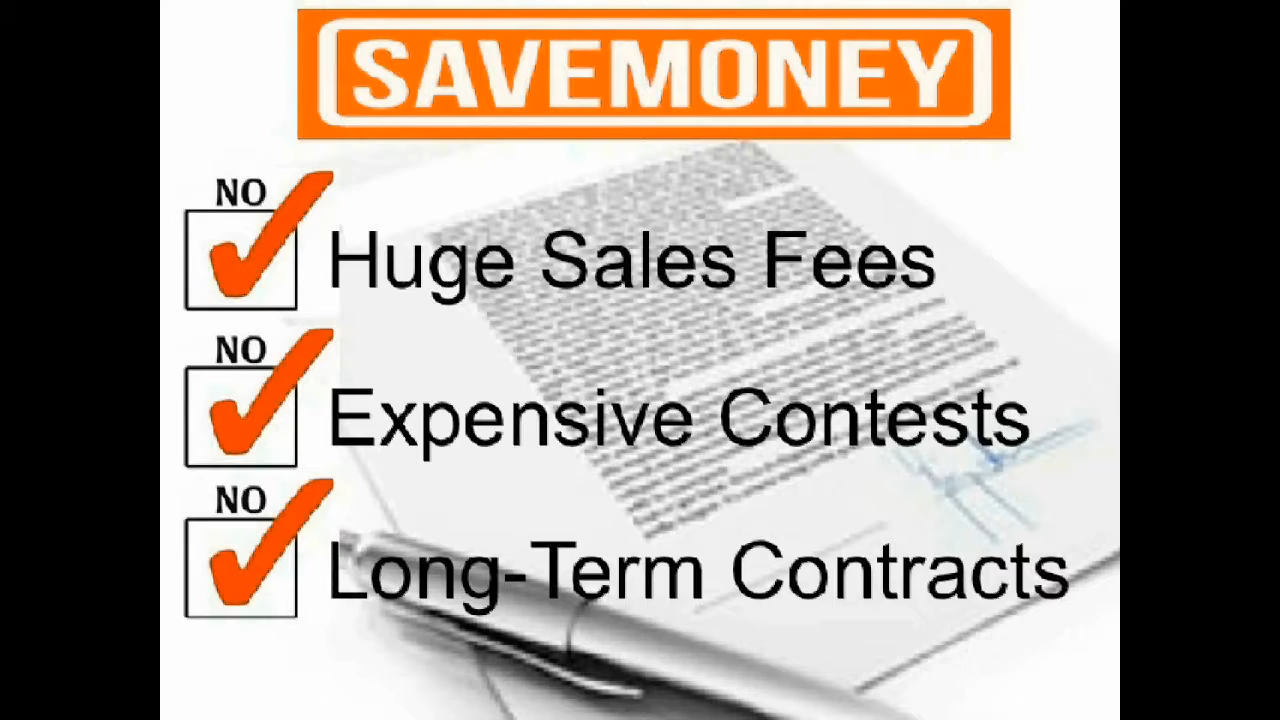 SAVEMONEY
NO
Huge Sales Fees
NO
Expensive Contests
NO
Long-Term Contracts